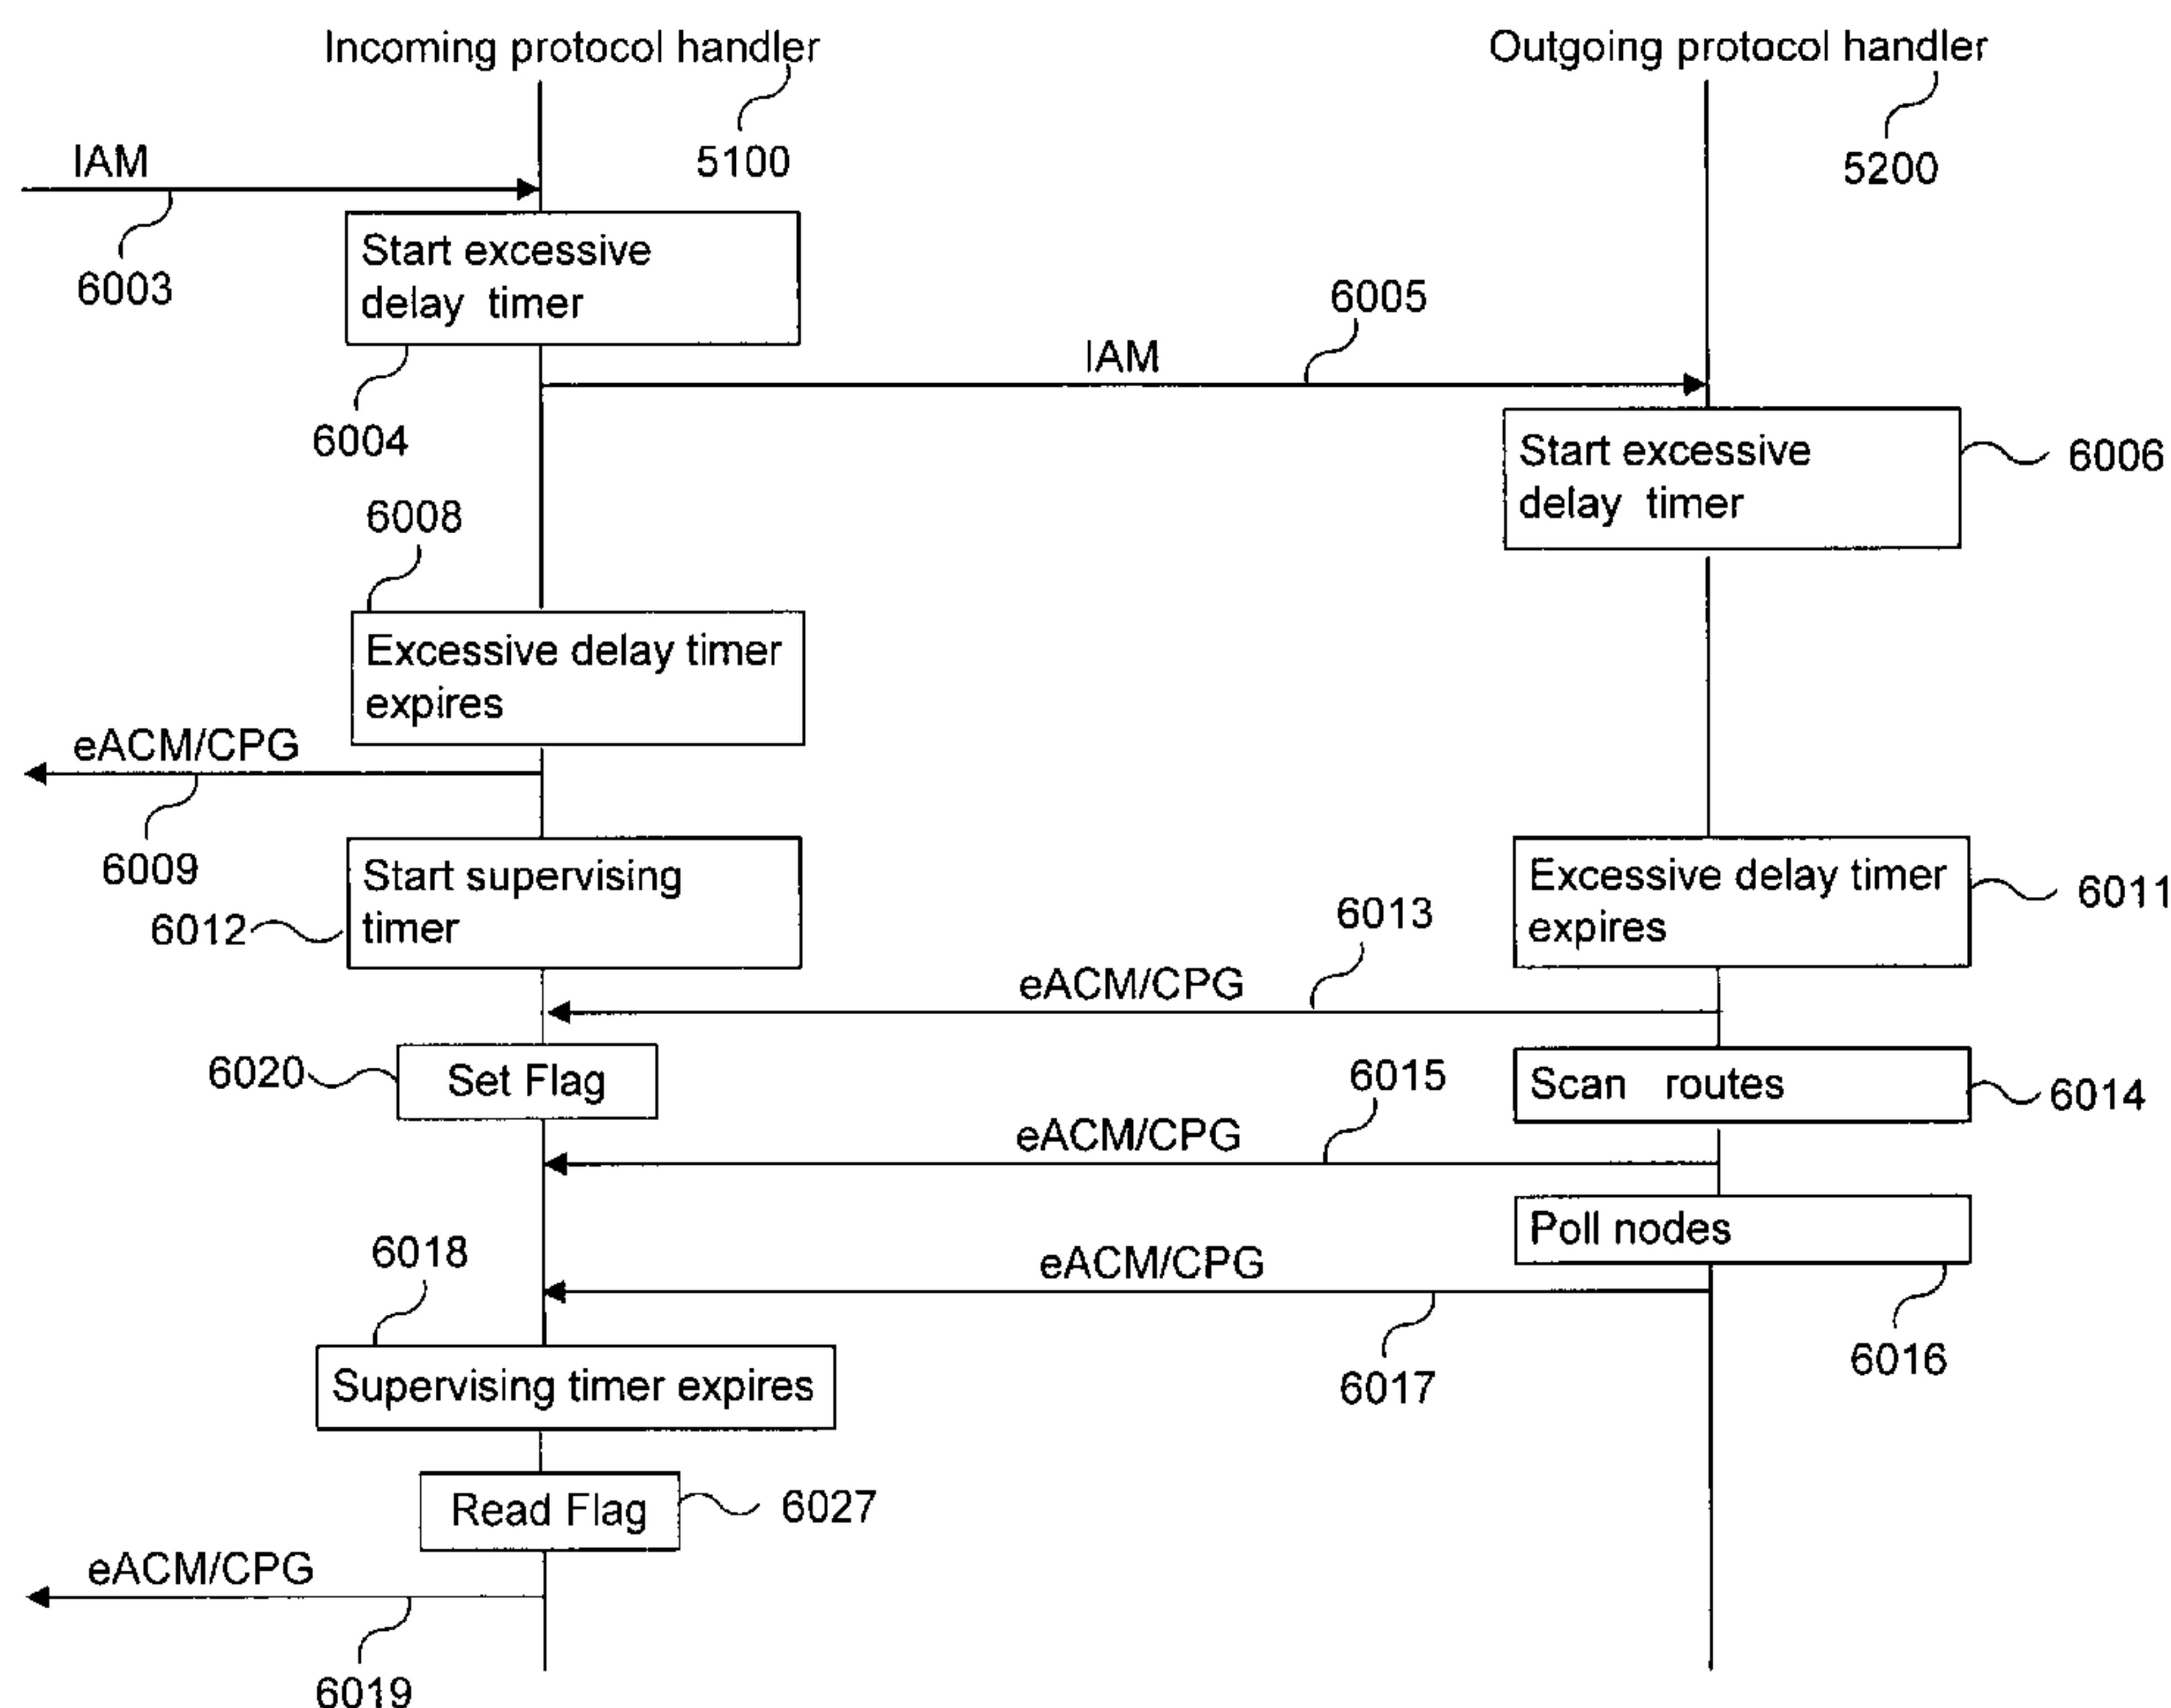 Incoming protocol handler
Outgoing protocol handler
5100
5200
IAM
6003
Start excessive
delay timer
6004
6005
IAM
Start excessive
delay timer
6006
6008
Excessive delay timer
expires
eACM/CPG
6009
Start supervising
timer
6012
Excessive delay timer
expires
6011
6013
eACM/CPG
6020
Set Flag
6015
Scan routes
6014
eACM/CPG
Poll nodes
6018
eACM/CPG
6016
6017
Supervising timer expires
Read Flag
6027
eACM/CPG
6019